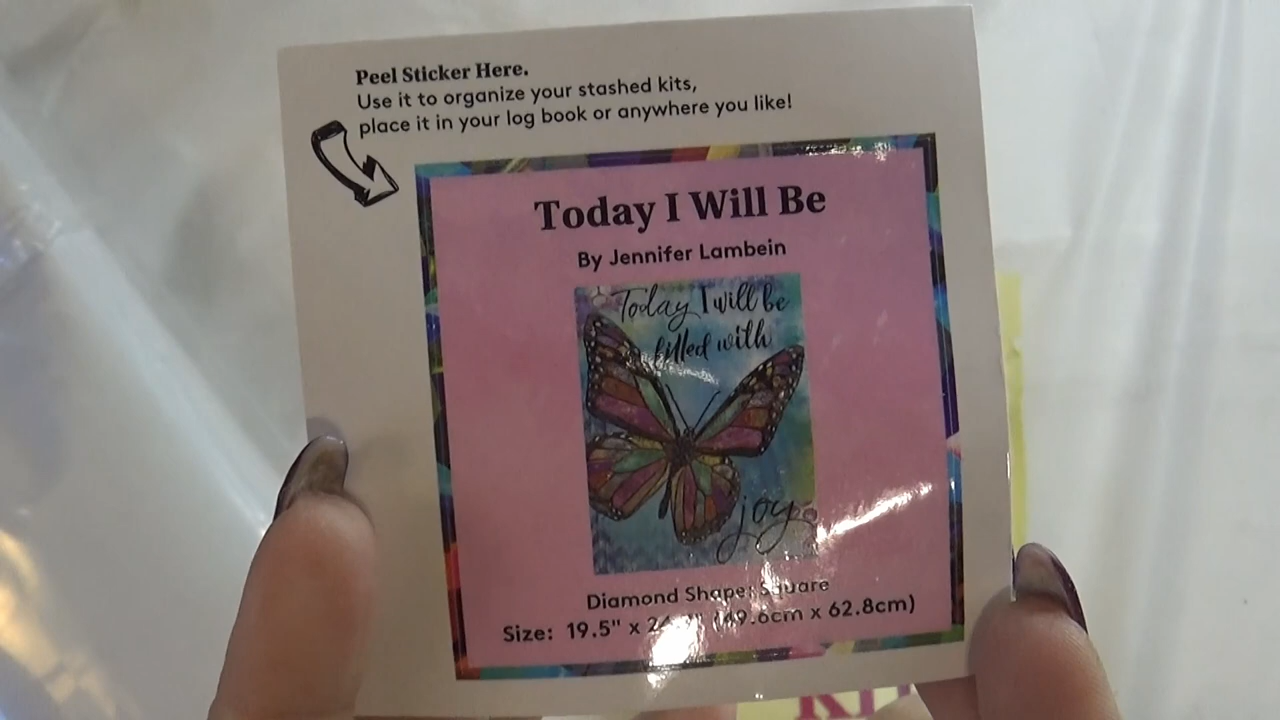 Peel Sticker Here.
Use it to organize your stashed kits,
place it in your log book or anywhere you like!
Today I Will Be
By Jennifer Lambein
Today I will be
filled with
joy
Diamond Shape: Square
Size: 19.5" x (49.6cm x 62.8cm)